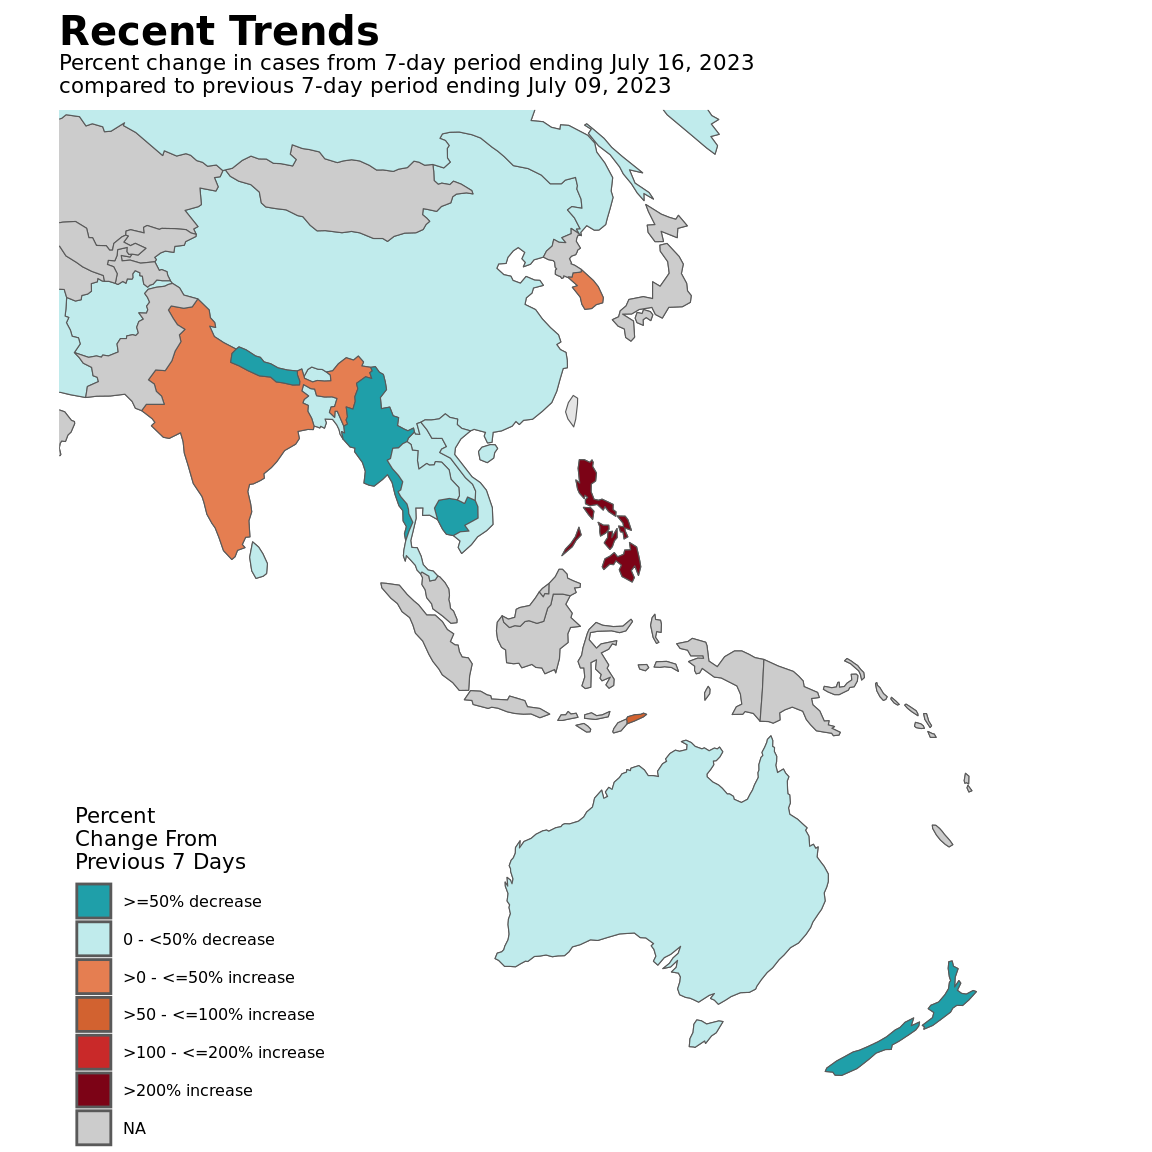 Recent Trends
Percent change in cases from 7-day period ending July 16, 2023
compared to previous 7-day period ending July 09, 2023
Percent
Change From
Previous 7 Days
>=50% decrease
0 - <50% decrease
>0 - <=50% increase
>50 - <=100% increase
>100 - <=200% increase
>200% increase
NA